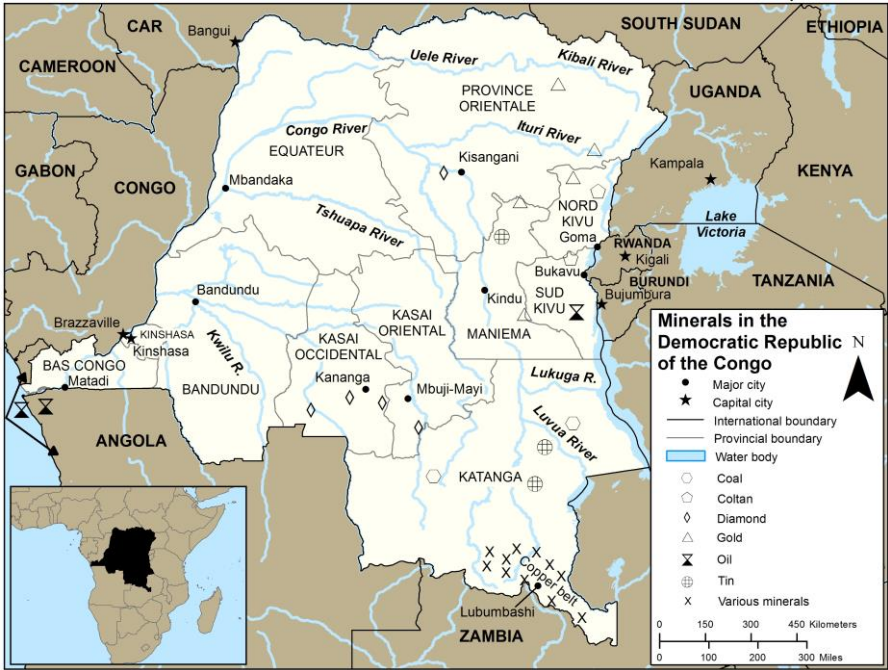 CAR
SOUTH SUDAN
ETHIOPIA
Bangui
CAMEROON
Uele River
Kibali River
PROVINCE
ORIENTALE
UGANDA
Congo River
EQUATEUR
Ituri River
GABON
CONGO
Kisangani
Kampala
KENYA
Mbandaka
Tshuapa River
NORD
KIVU
Goma
Lake
Victoria
RWANDA
Kigali
Bukavu
BURUNDI
Bujumbura
TANZANIA
Bandundu
Kindu
SUD
KIVU
KASAI
ORIENTAL
MANIEMA
Brazzaville
KINSHASA
Kinshasa
KASAI
OCCIDENTAL
BAS CONGO
Matadi
Kwilu R.
BANDUNDU
Kananga
Mbuji-Mayi
Lukuga R.
Luvua River
ANGOLA
KATANGA
Copper belt
Lubumbashi
ZAMBIA
X X X X X X X X X X X X X
Minerals in the
Democratic Republic
of the Congo
N
Major city
Capital city
International boundary
Provincial boundary
Water body
Coal
Coltan
Diamond
Gold
Oil
Tin
X Various minerals
0 150 300 450 Kilometers
0 100 200 300 Miles